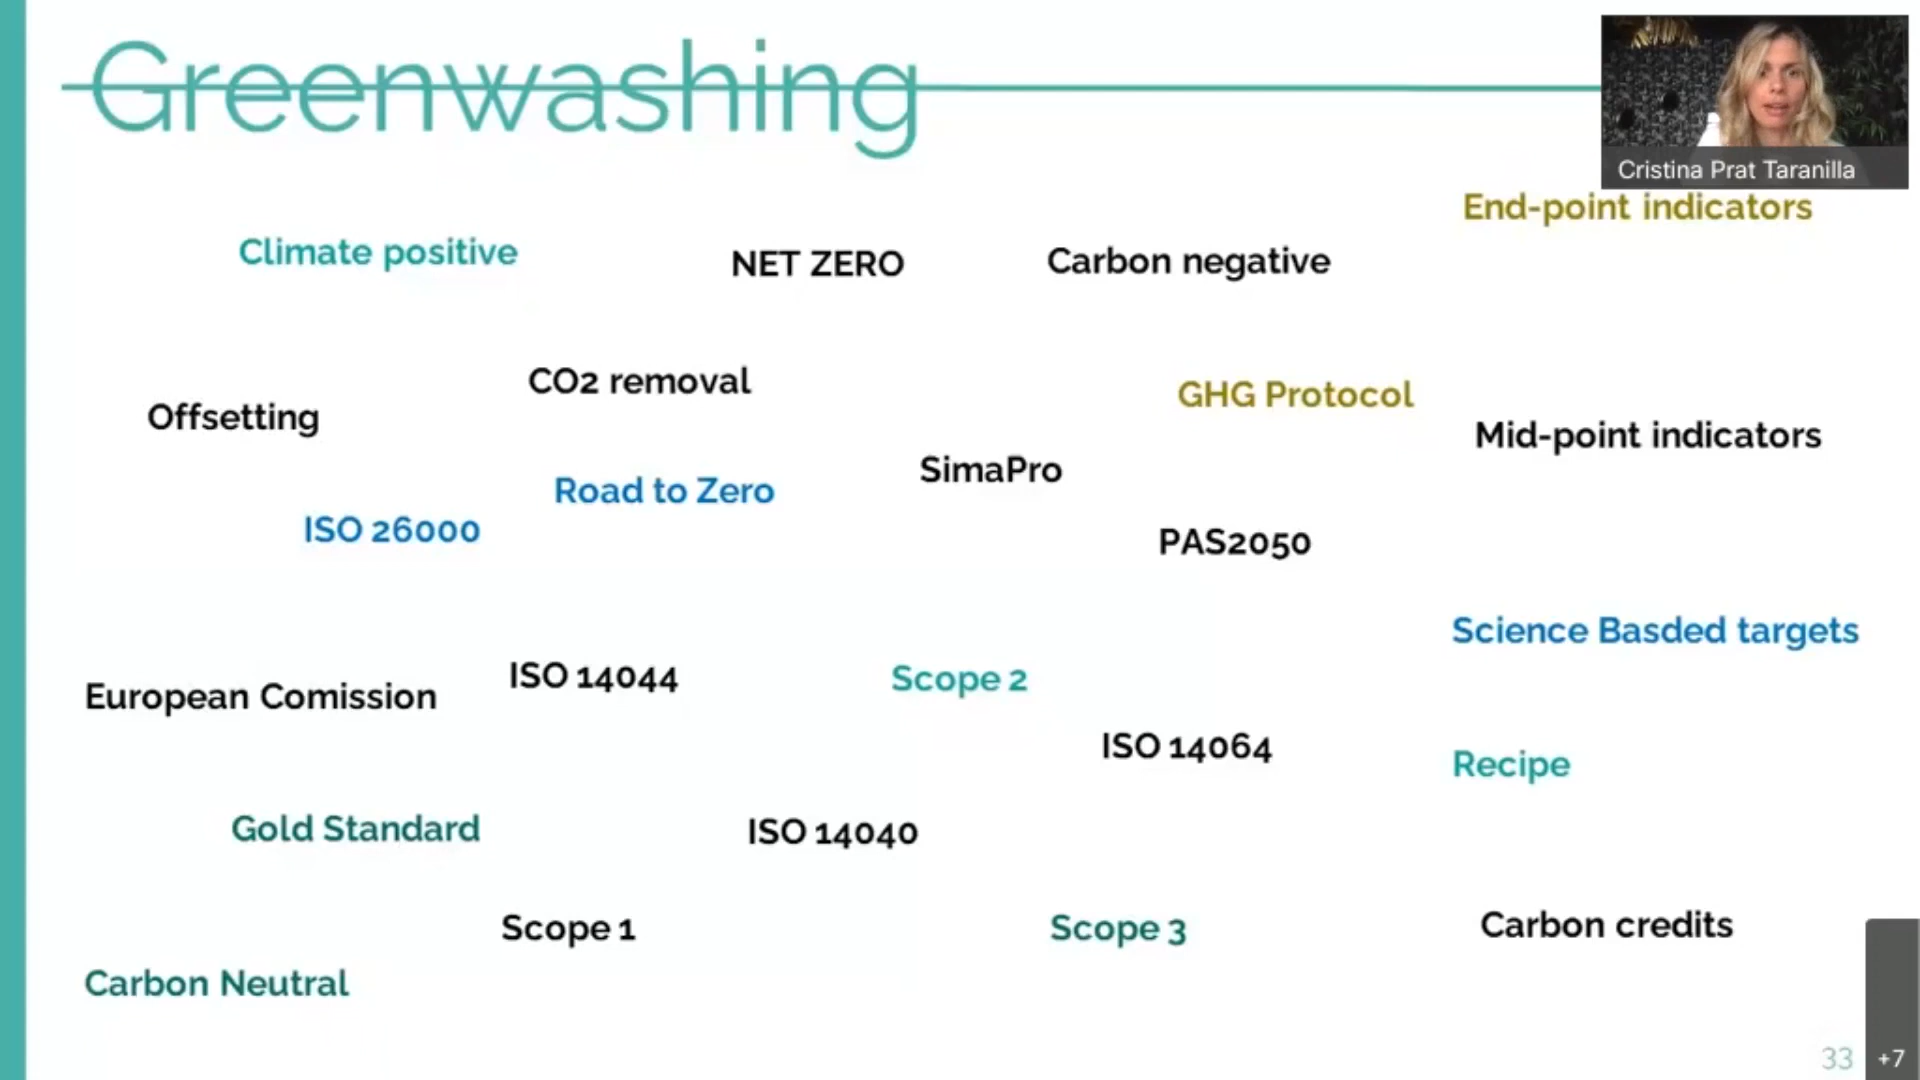 Greenwashing
Cristina Prat Taranilla
End-point indicators
Climate positive
NET ZERO
Carbon negative
CO2 removal
GHG Protocol
Offsetting
Mid-point indicators
SimaPro
Road to Zero
ISO 26000
PAS2050
Science Basded targets
European Comission
ISO 14044
Scope 2
ISO 14064
Recipe
Gold Standard
ISO 14040
Scope 1
Scope 3
Carbon credits
Carbon Neutral
33
+7